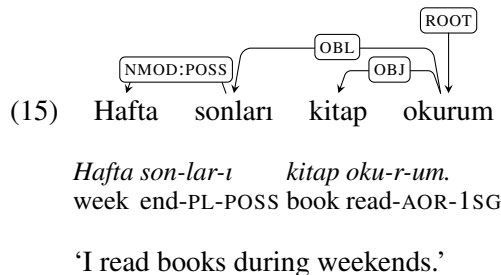 ROOT
OBL
NMOD:POSS OBJ
(15) Hafta sonları kitap okurum
Hafta son-lar-ı kitap oku-r-um.
week end-PL-POSS book read-AOR-1SG
‘I read books during weekends.’